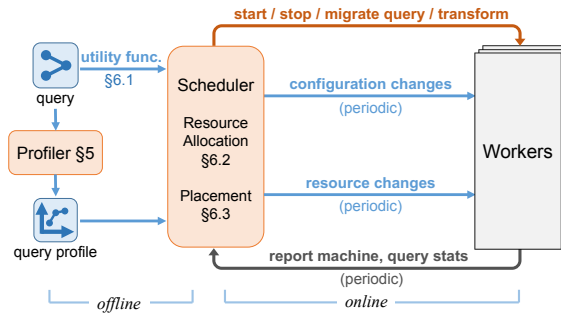 start / stop / migrate query / transform
utility func.
§6.1
query
Profiler §5
query profile
Scheduler
Resource
Allocation
§6.2
Placement
§6.3
configuration changes
(periodic)
resource changes
(periodic)
Workers
report machine, query stats
(periodic)
offline
online